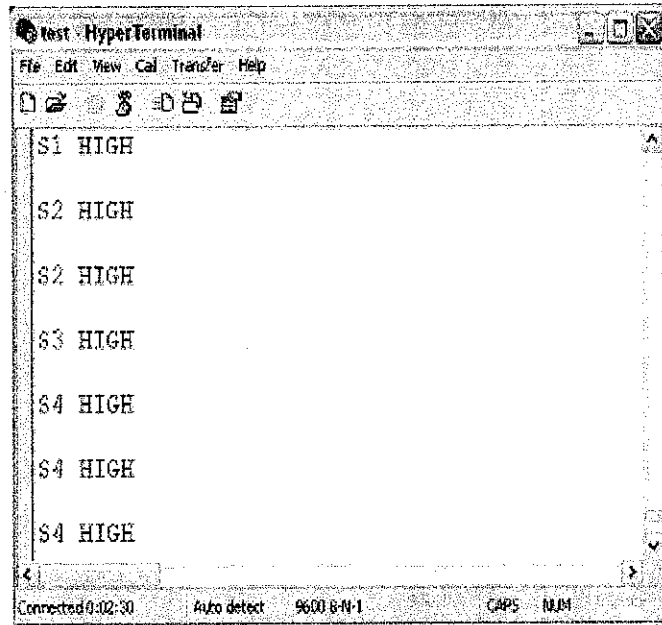 test - HyperTerminal
File Edit View Call Transfer Help
S1 HIGH
S2 HIGH
S2 HIGH
S3 HIGH
S4 HIGH
S4 HIGH
S4 HIGH
Connected 0:02:30 Auto detect 9600 8-N-1 CAPS NUM